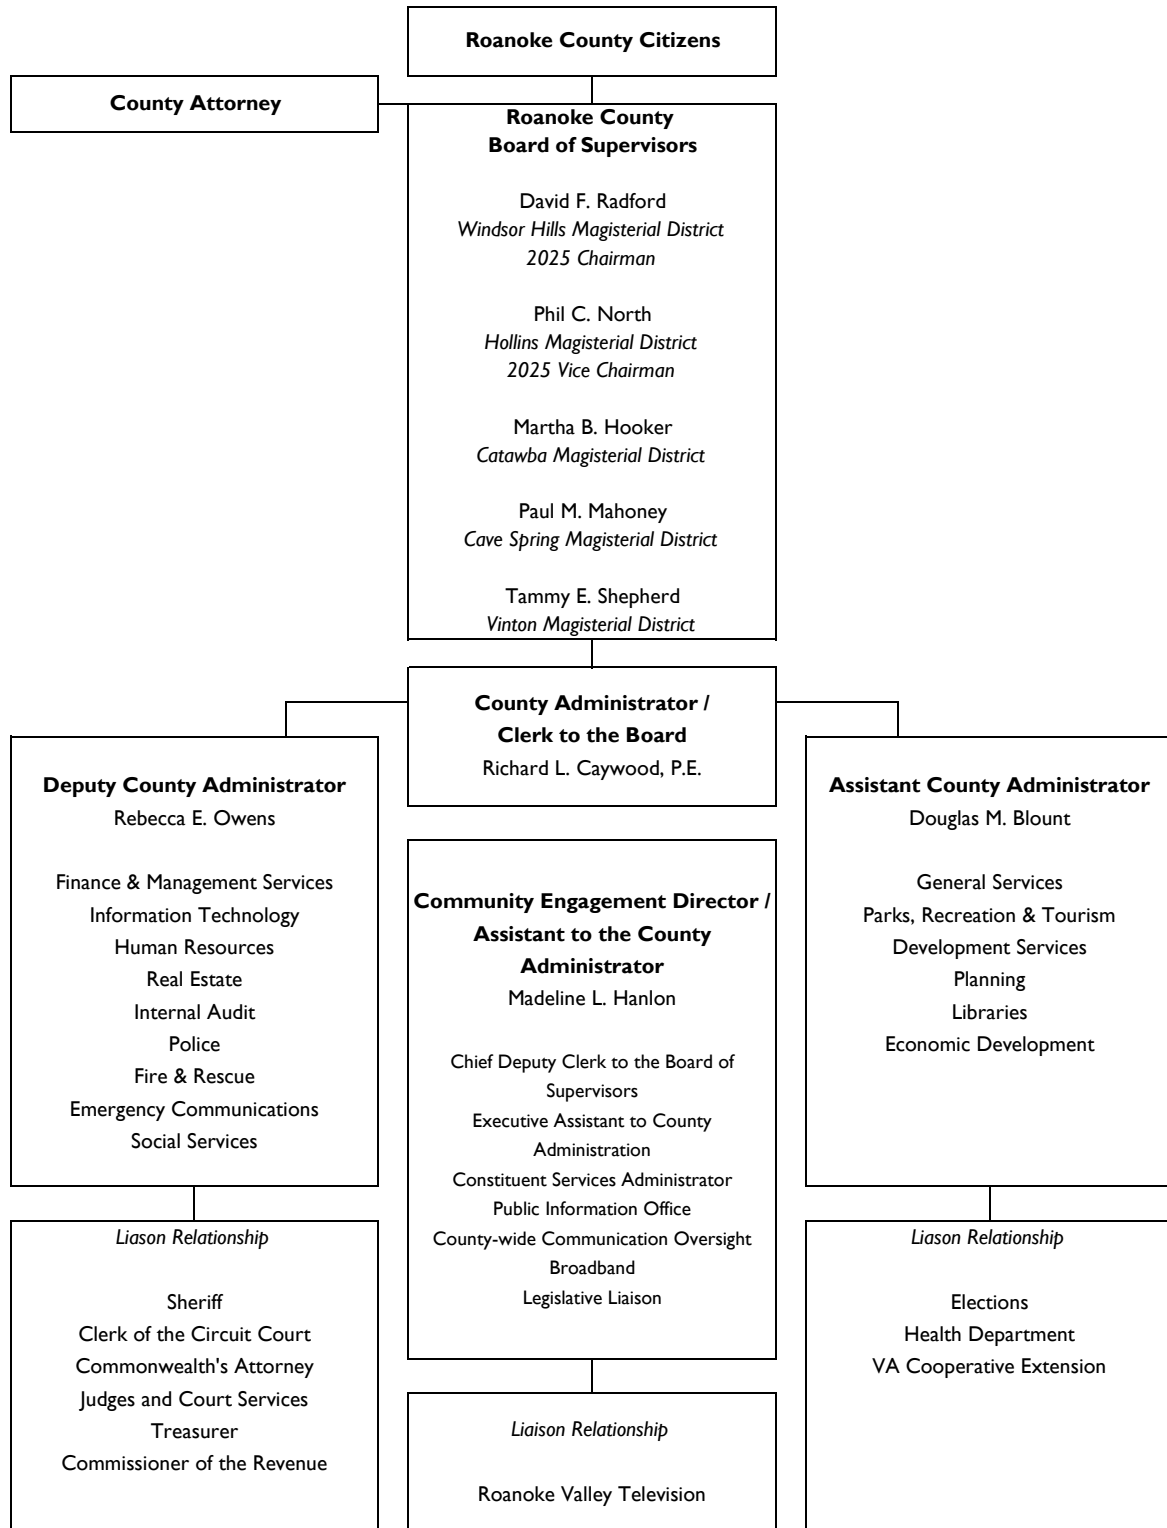 Roanoke County Citizens
County Attorney
Roanoke County
Board of Supervisors
David F. Radford
Windsor Hills Magisterial District
2025 Chairman
Phil C. North
Hollins Magisterial District
2025 Vice Chairman
Martha B. Hooker
Catawba Magisterial District
Paul M. Mahoney
Cave Spring Magisterial District
Tammy E. Shepherd
Vinton Magisterial District
County Administrator /
Clerk to the Board
Richard L. Caywood, P.E.
Deputy County Administrator
Rebecca E. Owens
Finance & Management Services
Information Technology
Human Resources
Real Estate
Internal Audit
Police
Fire & Rescue
Emergency Communications
Social Services
Liason Relationship
Sheriff
Clerk of the Circuit Court
Commonwealth's Attorney
Judges and Court Services
Treasurer
Commissioner of the Revenue
Community Engagement Director /
Assistant to the County
Administrator
Madeline L. Hanlon
Chief Deputy Clerk to the Board of
Supervisors
Executive Assistant to County
Administration
Constituent Services Administrator
Public Information Office
County-wide Communication Oversight
Broadband
Legislative Liaison
Liaison Relationship
Roanoke Valley Television
Assistant County Administrator
Douglas M. Blount
General Services
Parks, Recreation & Tourism
Development Services
Planning
Libraries
Economic Development
Liason Relationship
Elections
Health Department
VA Cooperative Extension